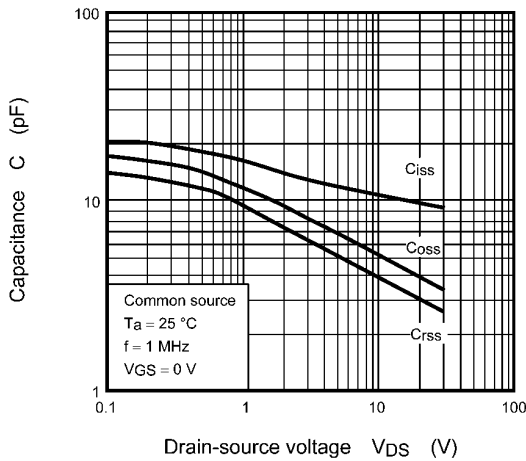 100
Capacitance C (pF)
Ciss
10
Coss
Common source
Ta = 25 °C
f = 1 MHz
VGS = 0 V
Crss
1
0.1 1 10 100
Drain-source voltage VDS (V)